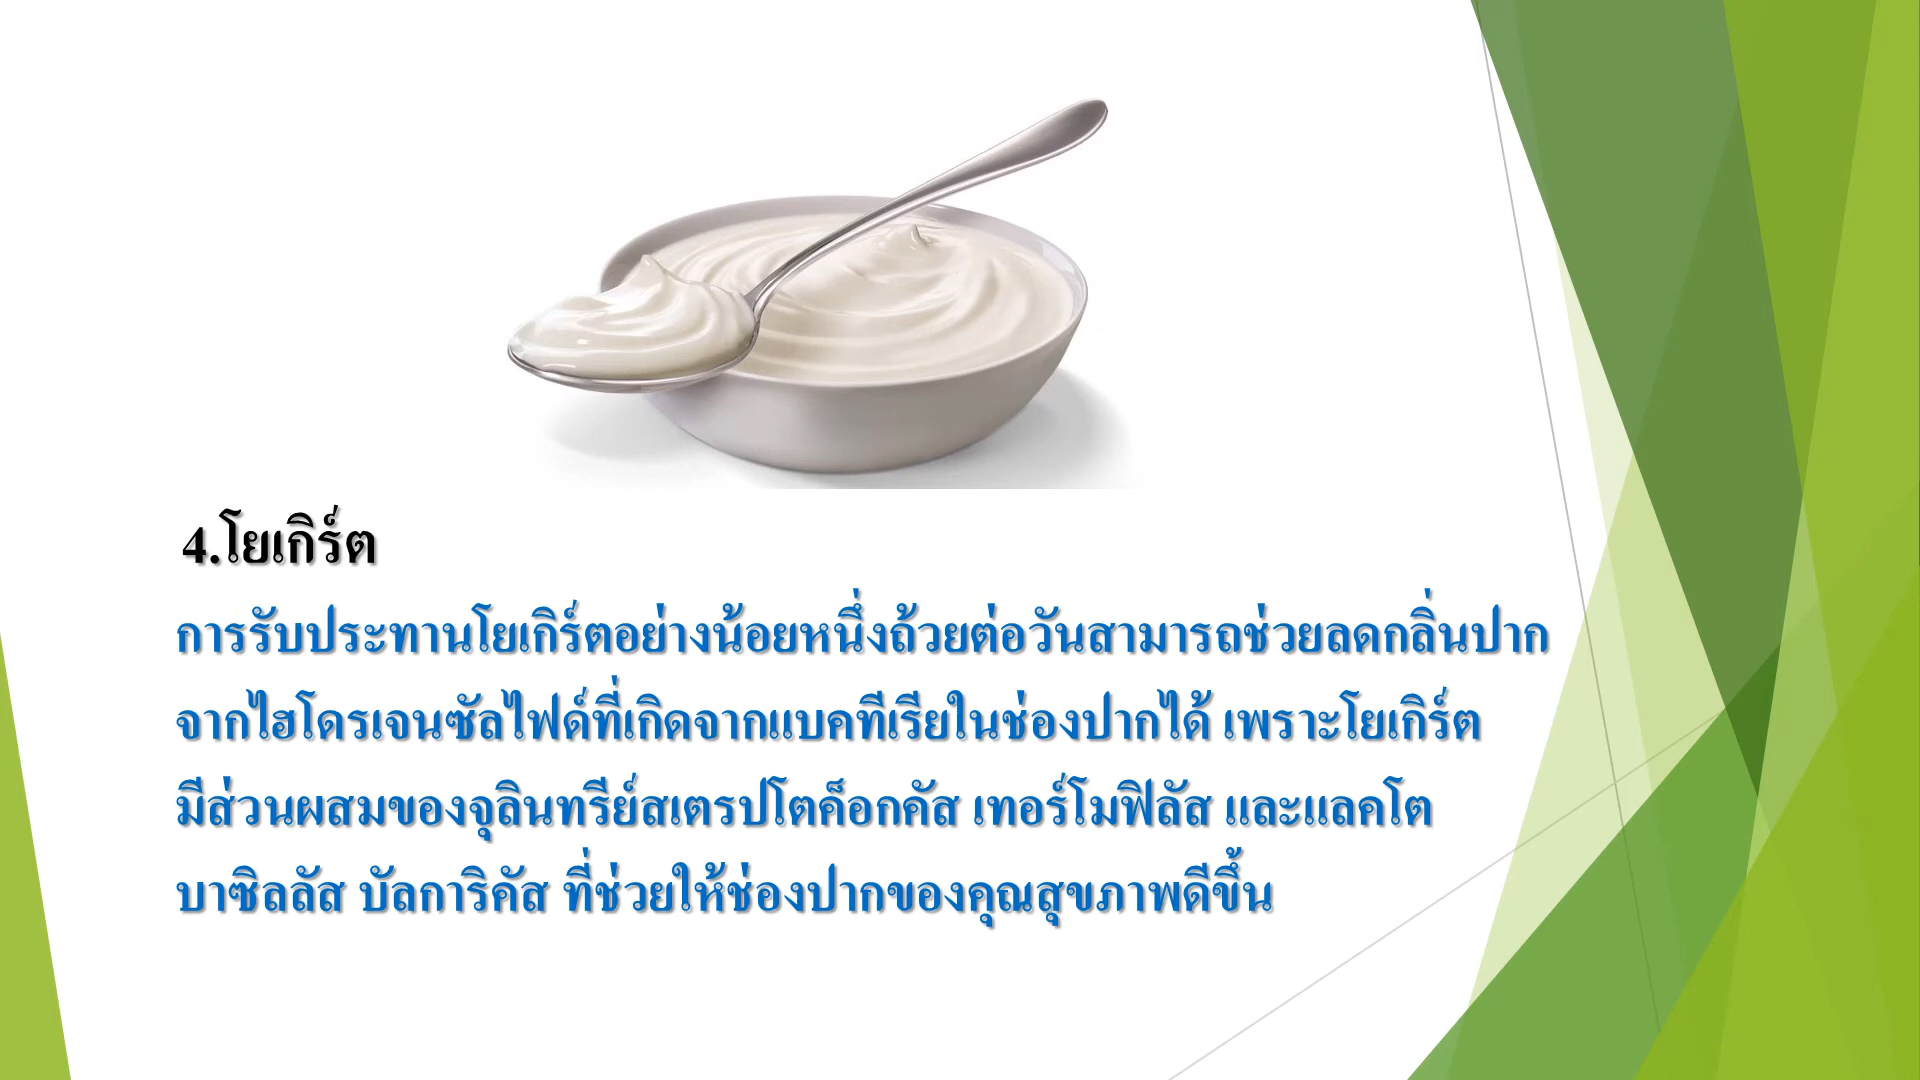 4.โยเกิร์ต
การรับประทานโยเกิร์ตอย่างน้อยหนึ่งถ้วยต่อวันสามารถช่วยลดกลิ่นปาก
จากไฮโดรเจนซัลไฟด์ที่เกิดจากแบคทีเรียในช่องปากได้ เพราะโยเกิร์ต
มีส่วนผสมของจุลินทรีย์สเตรปโตค็อกคัส เทอร์โมฟิลัส และแลคโต
บาซิลลัส บัลการิคัส ที่ช่วยให้ช่องปากของคุณสุขภาพดีขึ้น